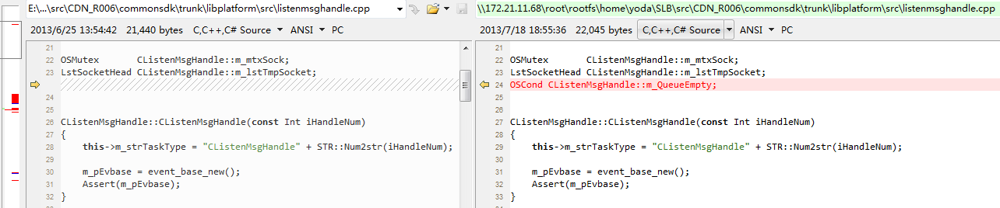 E:\...\src\CDN_R006\commonsdk\trunk\libplatform\src\listenmsghandle.cpp
2013/6/25 13:54:42 21,440 bytes C,C++,C# Source ANSI PC
21
22 OSMutex CListenMsgHandle::m_mtxSock;
23 LstSocketHead CListenMsgHandle::m_lstTmpSocket;
24
25
26 CListenMsgHandle::CListenMsgHandle(const Int iHandleNum)
27 {
28 this->m_strTaskType = "CListenMsgHandle" + STR::Num2str(iHandleNum);
29
30 m_pEvbase = event_base_new();
31 Assert(m_pEvbase);
32 }
\\172.21.11.68\root\rootfs\home\yoda\SLB\src\CDN_R006\commonsdk\trunk\libplatform\src\listenmsghandle.cpp
2013/7/18 18:55:36 22,045 bytes C,C++,C# Source ANSI PC
21
22 OSMutex CListenMsgHandle::m_mtxSock;
23 LstSocketHead CListenMsgHandle::m_lstTmpSocket;
24 OSCond CListenMsgHandle::m_QueueEmpty;
25
26
27 CListenMsgHandle::CListenMsgHandle(const Int iHandleNum)
28 {
29 this->m_strTaskType = "CListenMsgHandle" + STR::Num2str(iHandleNum);
30
31 m_pEvbase = event_base_new();
32 Assert(m_pEvbase);
33 }